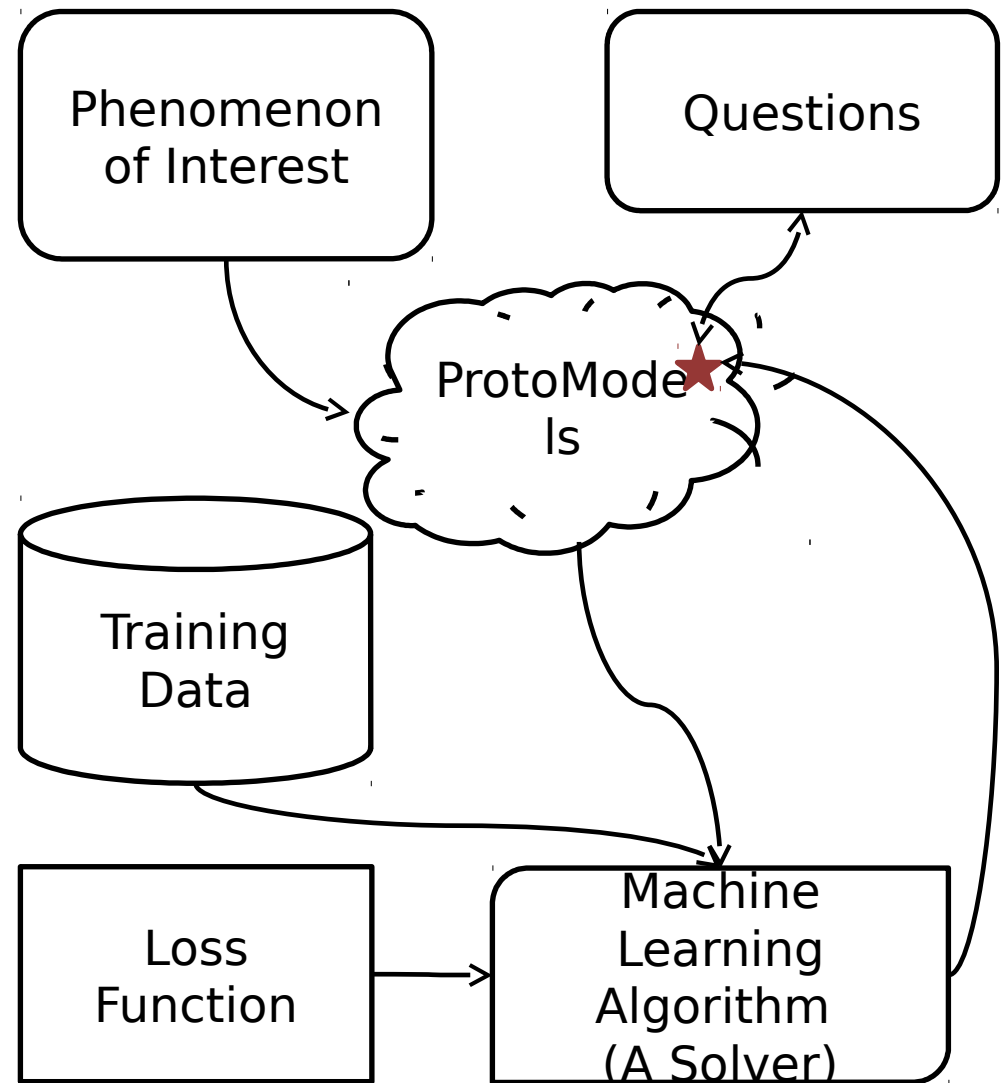 Phenomenon
of Interest
Questions
ProtoMode
ls
Training
Data
Loss
Function
Machine
Learning
Algorithm
(A Solver)